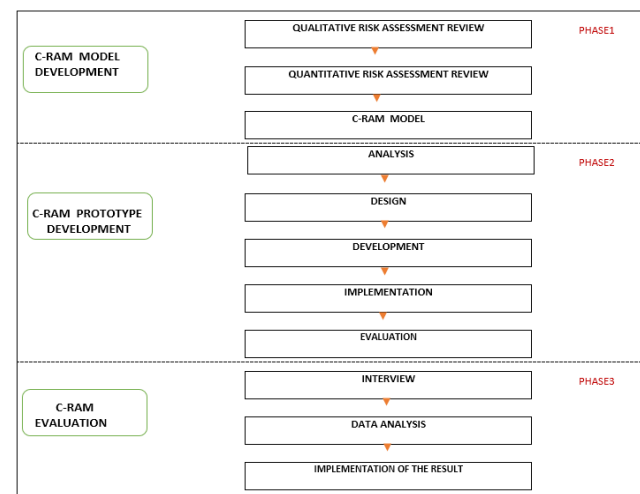 QUALITATIVE RISK ASSESSMENT REVIEW
PHASE1
C-RAM MODEL
DEVELOPMENT
QUANTITATIVE RISK ASSESSMENT REVIEW
C-RAM MODEL
ANALYSIS
PHASE2
DESIGN
C-RAM PROTOTYPE
DEVELOPMENT
DEVELOPMENT
IMPLEMENTATION
EVALUATION
INTERVIEW
PHASE3
C-RAM
EVALUATION
DATA ANALYSIS
IMPLEMENTATION OF THE RESULT